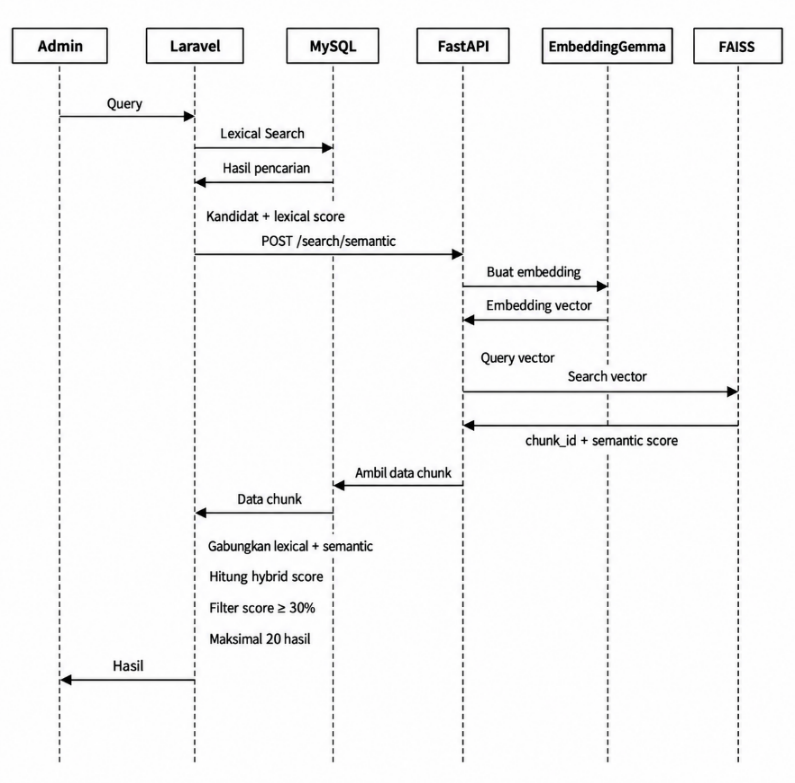 Admin
Laravel
MySQL
FastAPI
EmbeddingGemma
FAISS
Query
Lexical Search
Hasil pencarian
Kandidat + lexical score
POST /search/semantic
Buat embedding
Embedding vector
Query vector
Search vector
chunk_id + semantic score
Ambil data chunk
Data chunk
Gabungkan lexical + semantic
Hitung hybrid score
Filter score ≥ 30%
Maksimal 20 hasil
Hasil